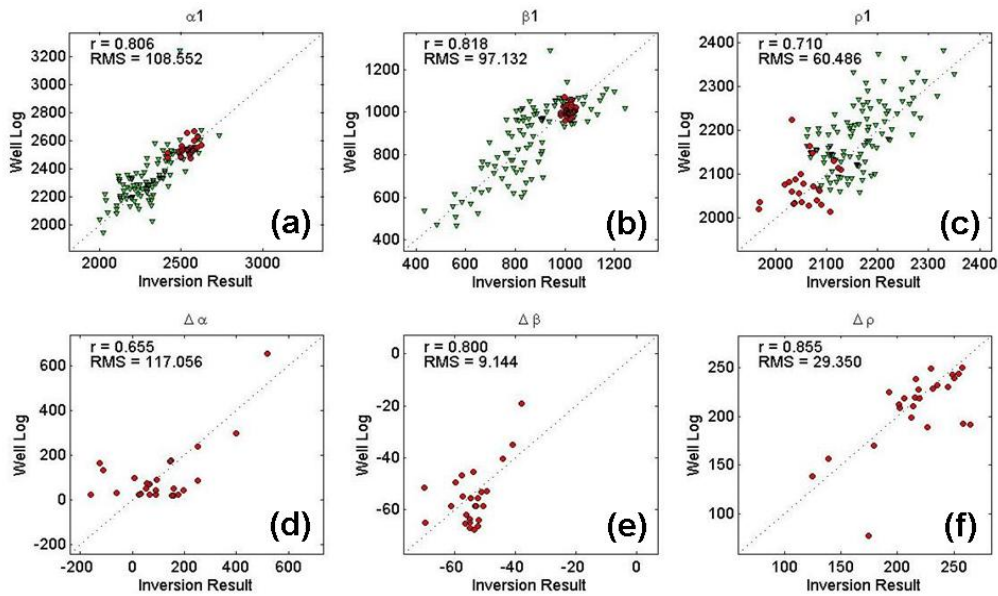 α1
r = 0.806
RMS = 108.552
3200
3000
2800
2600
2400
2200
2000
Well Log
2000 2500 3000
Inversion Result
(a)
β1
r = 0.818
RMS = 97.132
1200
1000
800
600
400
Well Log
400 600 800 1000 1200
Inversion Result
(b)
ρ1
r = 0.710
RMS = 60.486
2400
2300
2200
2100
2000
Well Log
2000 2100 2200 2300 2400
Inversion Result
(c)
Δ α
r = 0.655
RMS = 117.056
600
400
200
0
-200
Well Log
-200 0 200 400 600
Inversion Result
(d)
Δ β
r = 0.800
RMS = 9.144
0
-20
-40
-60
Well Log
-60 -40 -20 0
Inversion Result
(e)
Δ ρ
r = 0.855
RMS = 29.350
250
200
150
100
Well Log
100 150 200 250
Inversion Result
(f)